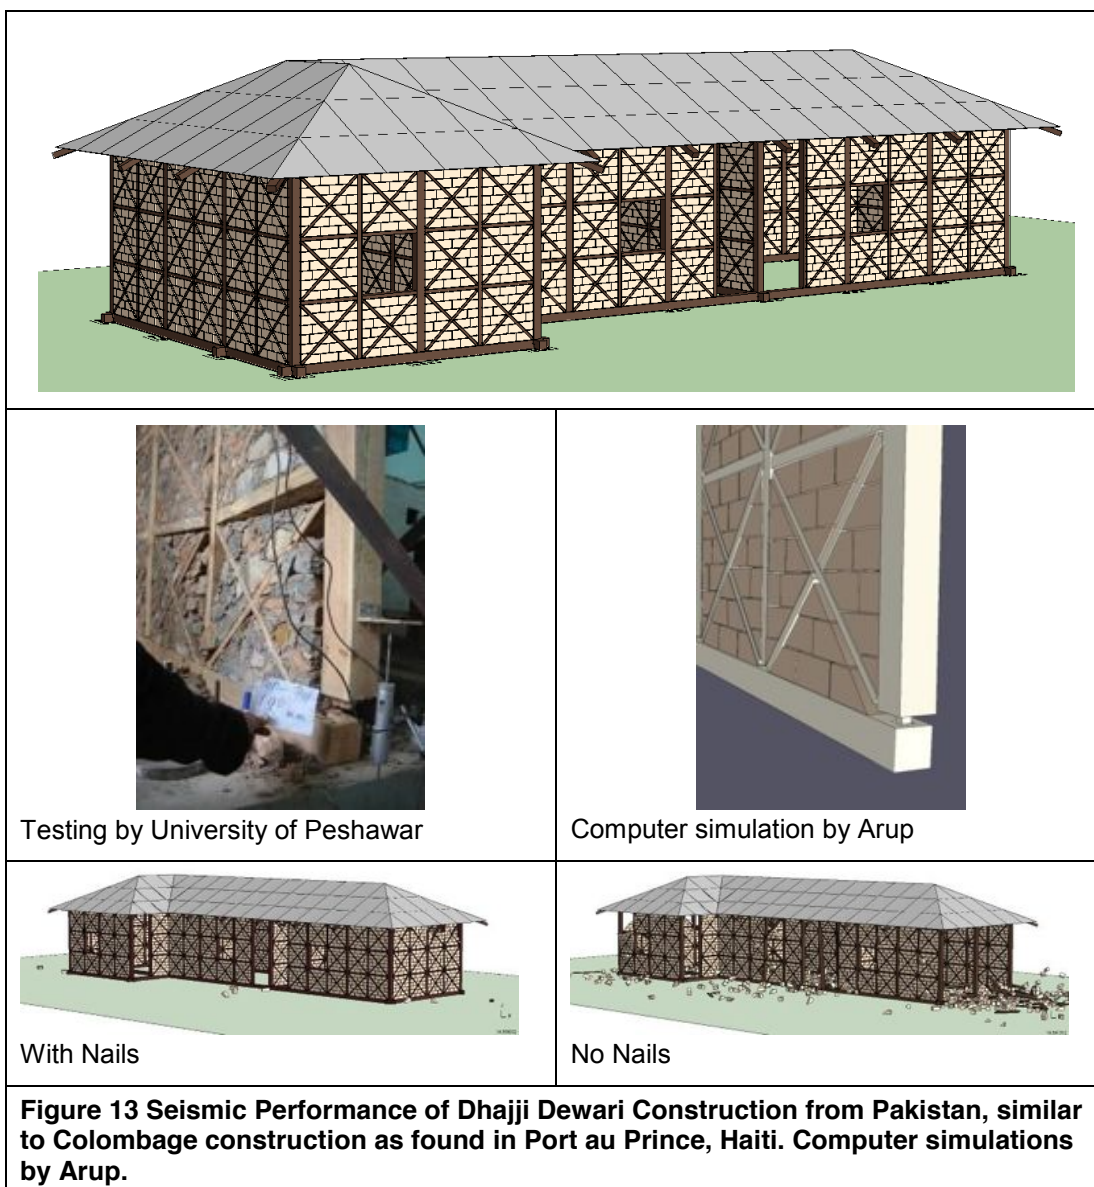 Testing by University of Peshawar
Computer simulation by Arup
With Nails
No Nails
Figure 13 Seismic Performance of Dhajji Dewari Construction from Pakistan, similar
to Colombage construction as found in Port au Prince, Haiti. Computer simulations
by Arup.